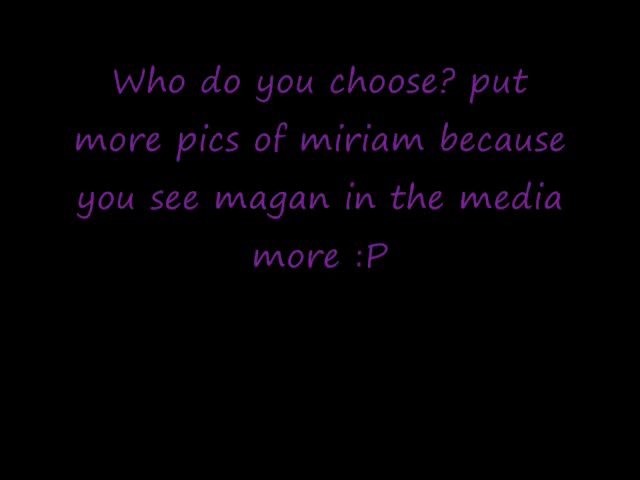 Who do you choose? put
more pics of miriam because
you see magan in the media
more :P